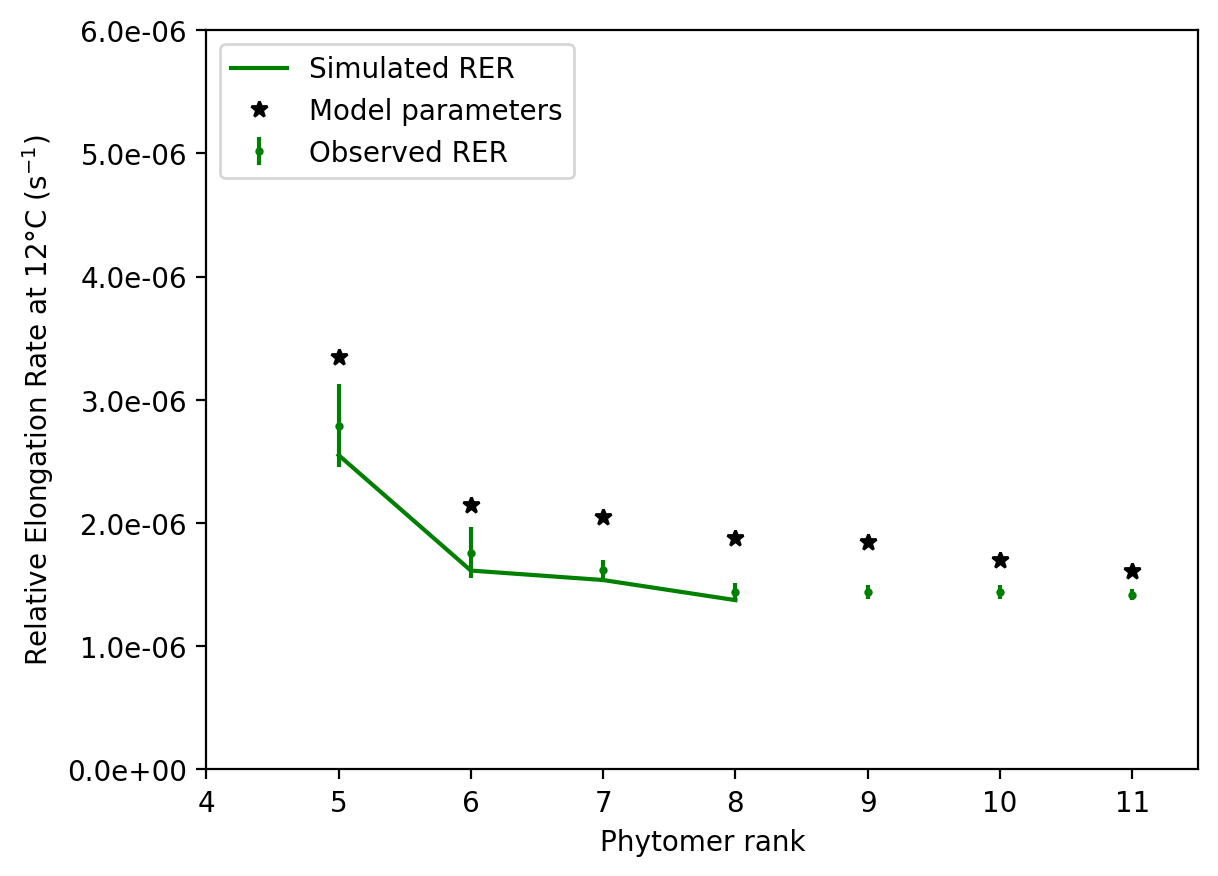 6.0e-06
5.0e-06
4.0e-06
3.0e-06
2.0e-06
1.0e-06
0.0e+00
Relative Elongation Rate at 12°C (s⁻¹)
Simulated RER
Model parameters
Observed RER
4 5 6 7 8 9 10 11
Phytomer rank